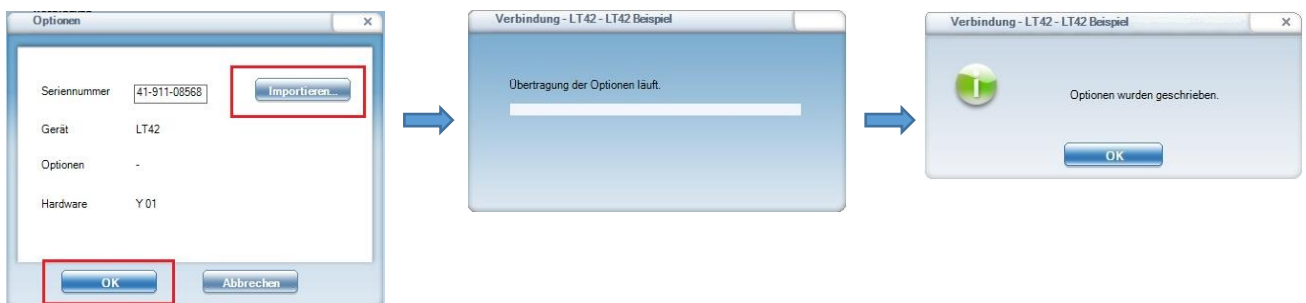 Optionen
Seriennummer 41-911-08568 Importieren...
Gerät LT42
Optionen -
Hardware Y 01
OK Abbrechen
Verbindung - LT42 - LT42 Beispiel
Übertragung der Optionen läuft.
Verbindung - LT42 - LT42 Beispiel
Optionen wurden geschrieben.
OK